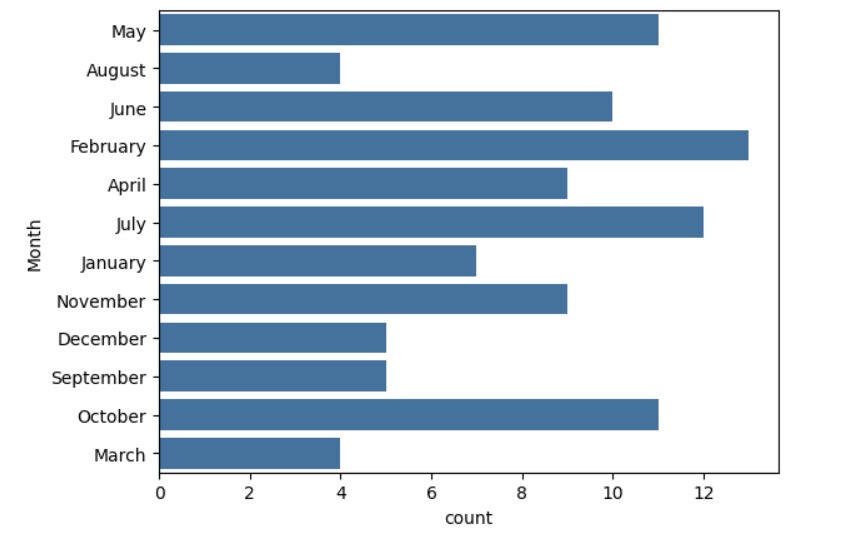 May
August
June
February
April
July
January
November
December
September
October
March
Month
0 2 4 6 8 10 12
count